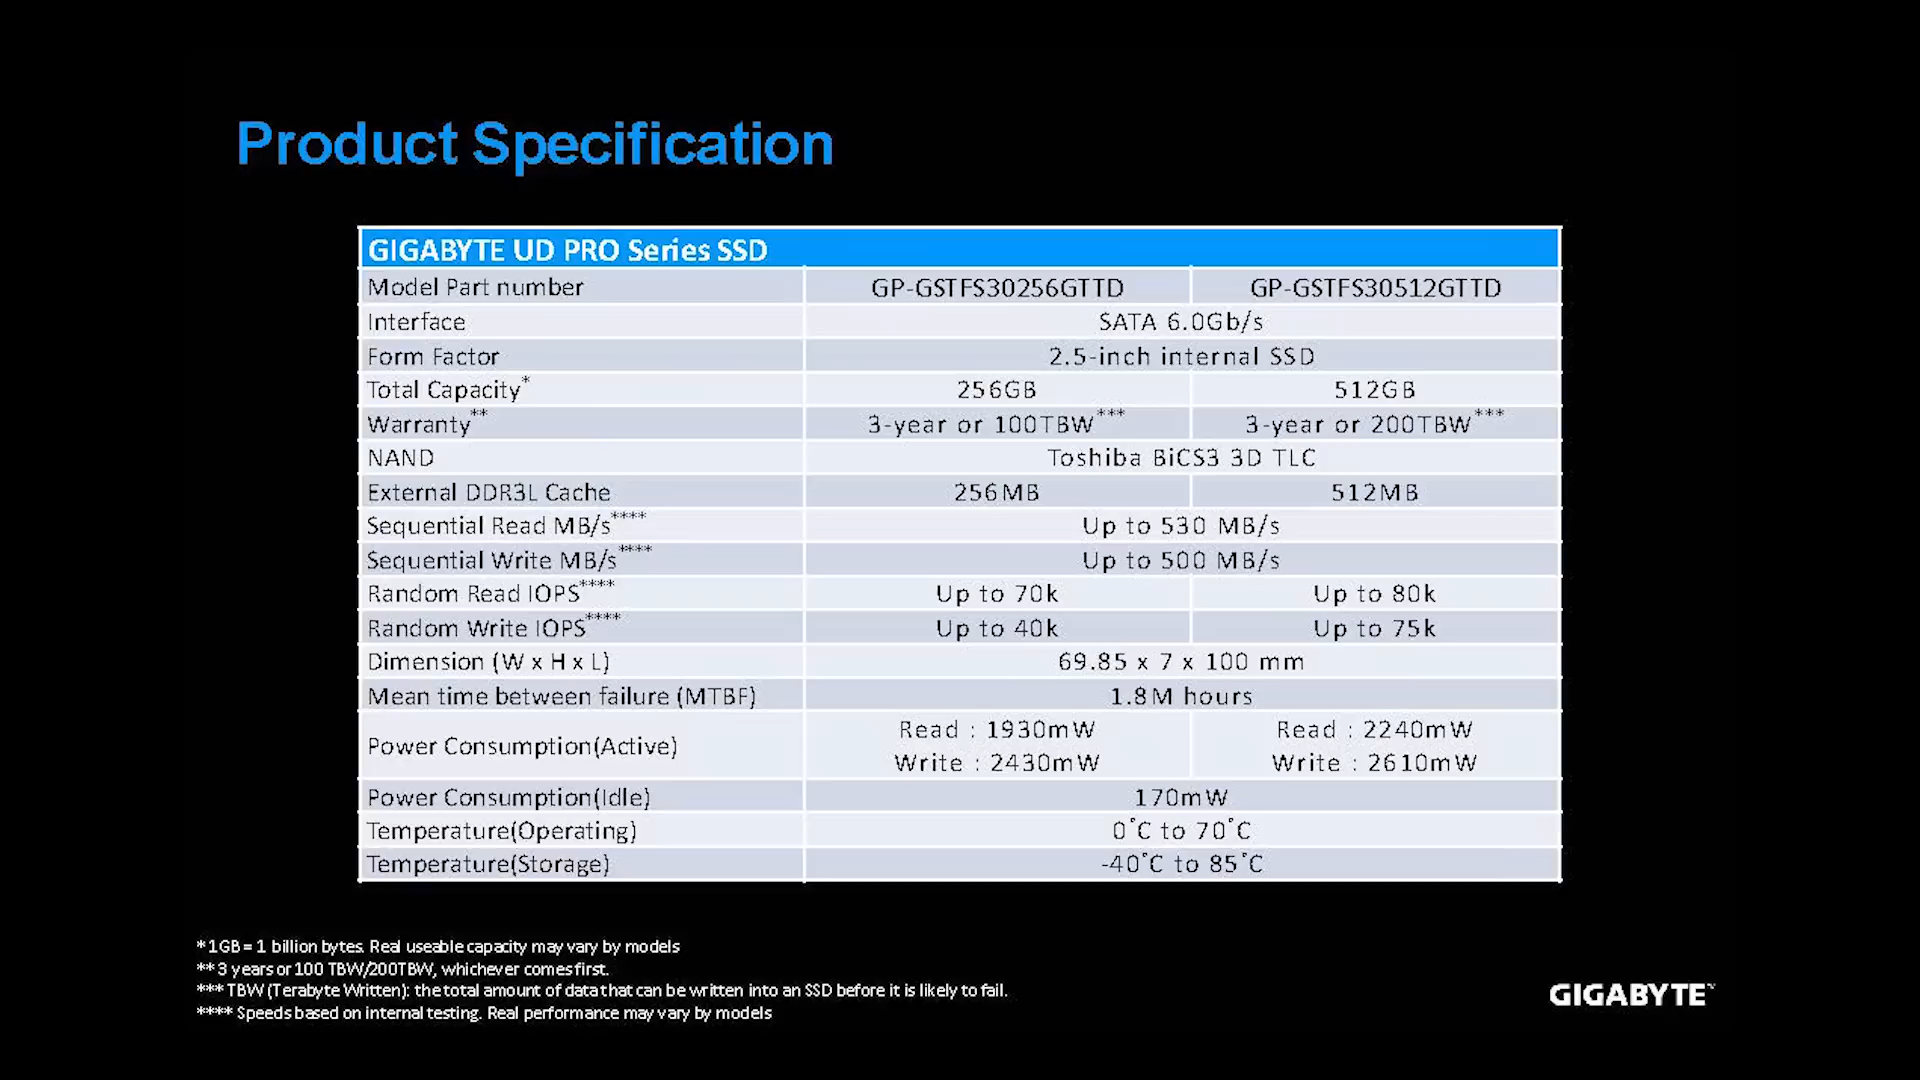 Product Specification
GIGABYTE UD PRO Series SSD
Model Part number GP-GSTFS30256GTTD GP-GSTFS30512GTTD
Interface SATA 6.0Gb/s
Form Factor 2.5-inch internal SSD
Total Capacity* 256GB 512GB
Warranty** 3-year or 100TBW*** 3-year or 200TBW***
NAND Toshiba BiCS3 3D TLC
External DDR3L Cache 256MB 512MB
Sequential Read MB/s**** Up to 530 MB/s
Sequential Write MB/s**** Up to 500 MB/s
Random Read IOPS**** Up to 70k Up to 80k
Random Write IOPS**** Up to 40k Up to 75k
Dimension (W x H x L) 69.85 x 7 x 100 mm
Mean time between failure (MTBF) 1.8M hours
Power Consumption(Active) Read : 1930mW Read : 2240mW
Write : 2430mW Write : 2610mW
Power Consumption(Idle) 170mW
Temperature(Operating) 0˚C to 70˚C
Temperature(Storage) -40˚C to 85˚C
* 1GB = 1 billion bytes. Real useable capacity may vary by models
** 3 years or 100 TBW/200TBW, whichever comes first.
*** TBW (Terabyte Written): the total amount of data that can be written into an SSD before it is likely to fail.
**** Speeds based on internal testing. Real performance may vary by models
GIGABYTE™